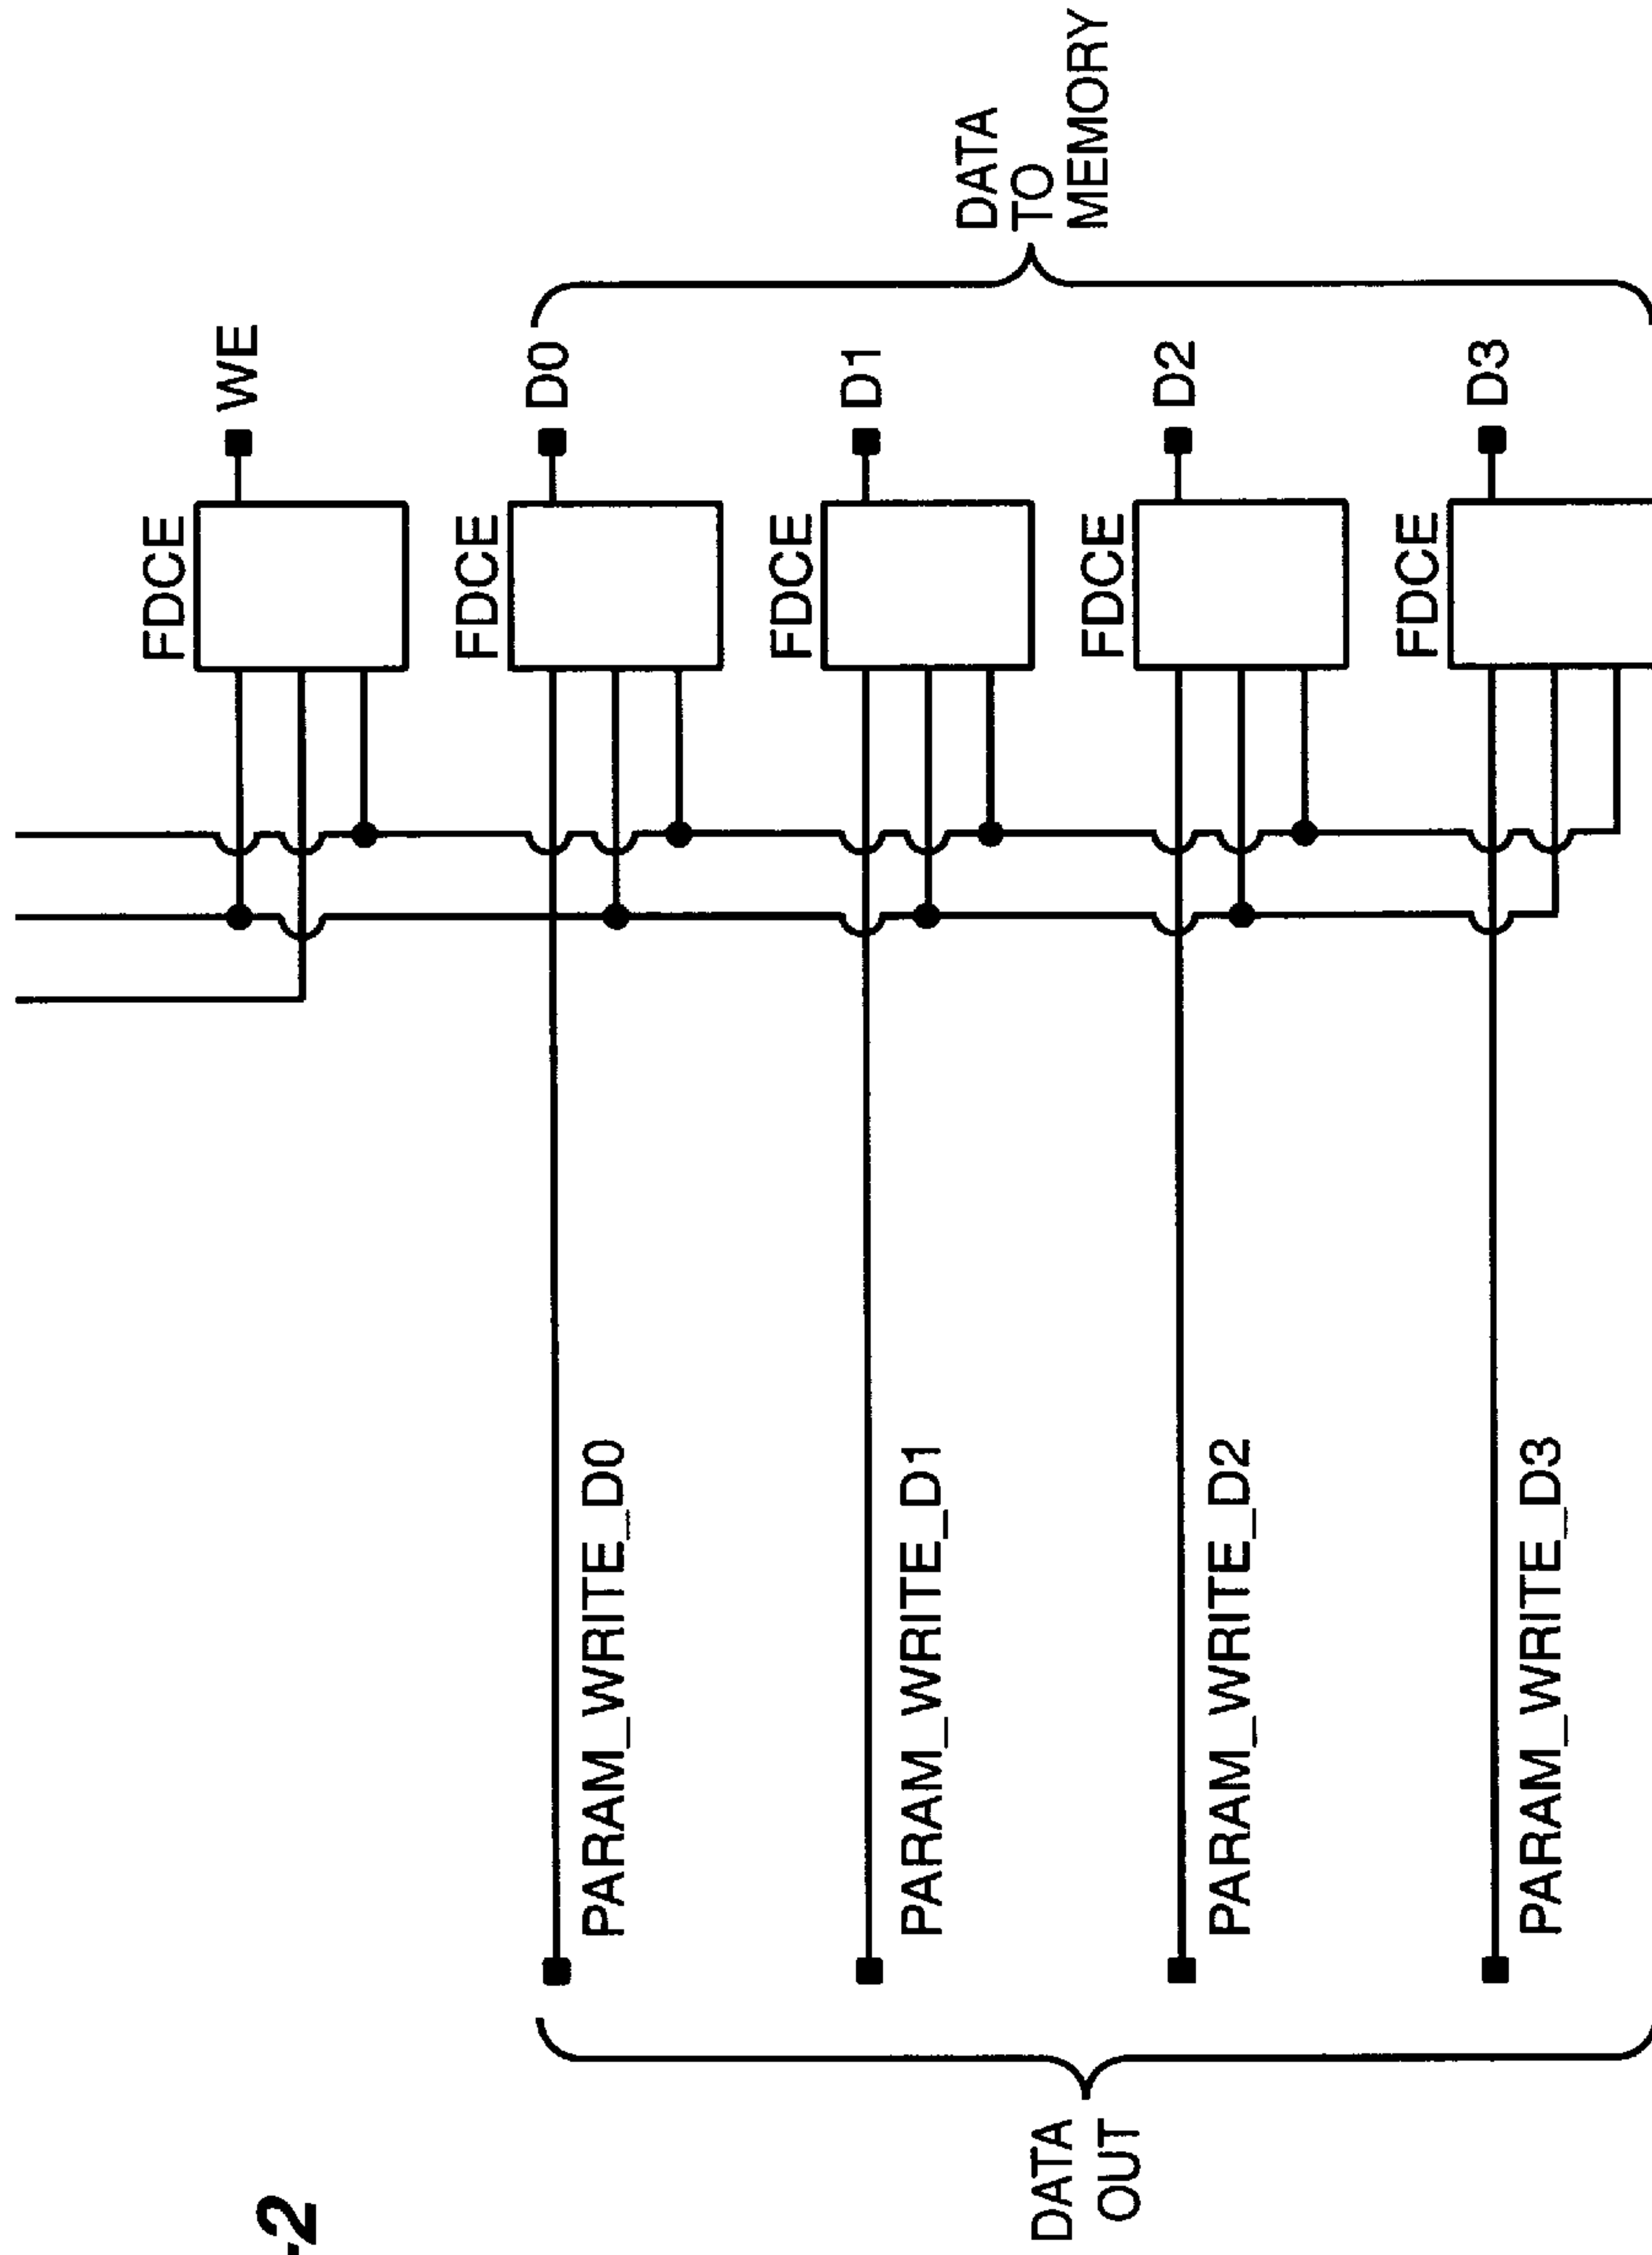 -2
FDCE
WE
FDCE
D0
PARAM_WRITE_D0
FDCE
D1
PARAM_WRITE_D1
DATA
OUT
DATA
TO
MEMORY
FDCE
D2
PARAM_WRITE_D2
FDCE
D3
PARAM_WRITE_D3